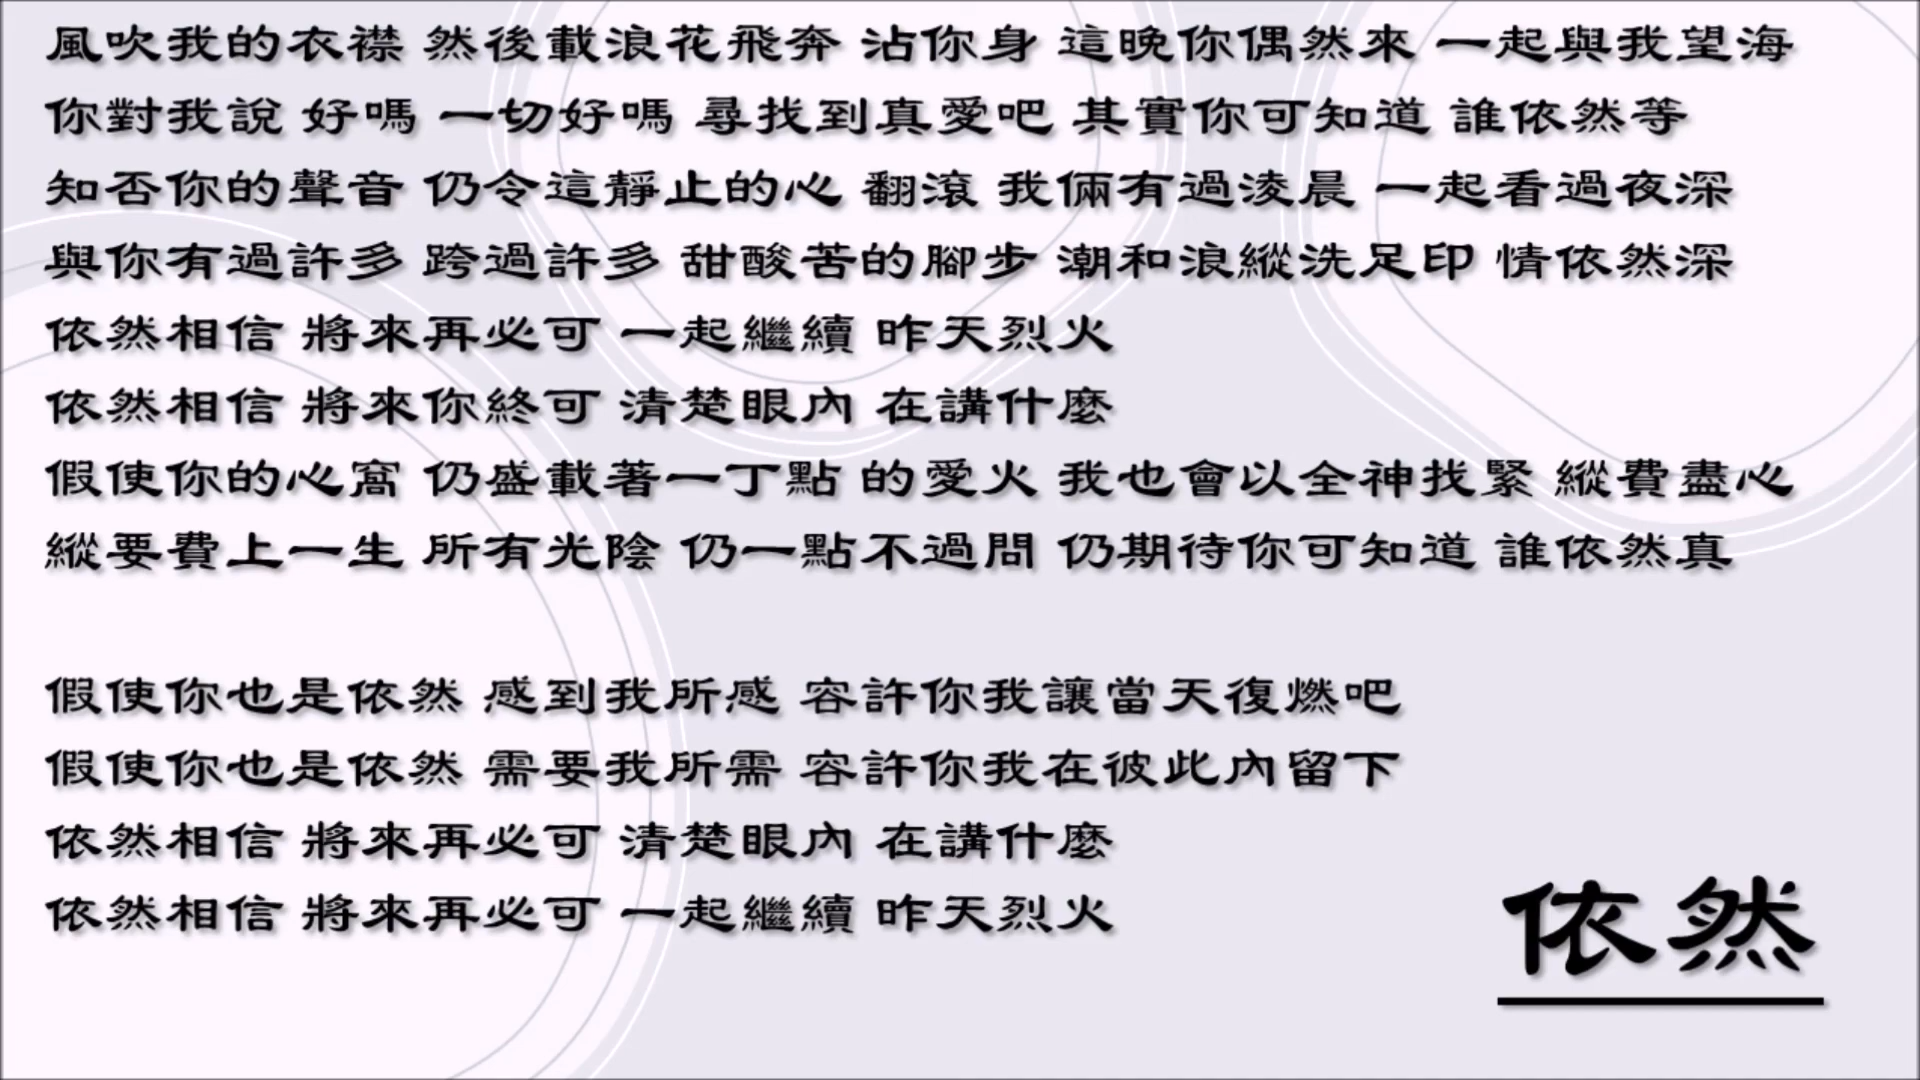 風吹我的衣襟 然後載浪花飛奔 沾你身 這晚你偶然來 一起與我望海
你對我說 好嗎 一切好嗎 尋找到真愛吧 其實你可知道 誰依然等
知否你的聲音 仍令這靜止的心 翻滾 我倆有過淩晨 一起看過夜深
與你有過許多 跨過許多 甜酸苦的腳步 潮和浪縱洗足印 情依然深
依然相信 將來再必可 一起繼續 昨天烈火
依然相信 將來你終可 清楚眼內 在講什麼
假使你的心窩 仍盛載著一丁點 的愛火 我也會以全神找緊 縱費盡心
縱要費上一生 所有光陰 仍一點不過問 仍期待你可知道 誰依然真
假使你也是依然 感到我所感 容許你我讓當天復燃吧
假使你也是依然 需要我所需 容許你我在彼此內留下
依然相信 將來再必可 清楚眼內 在講什麼
依然相信 將來再必可 一起繼續 昨天烈火
依然